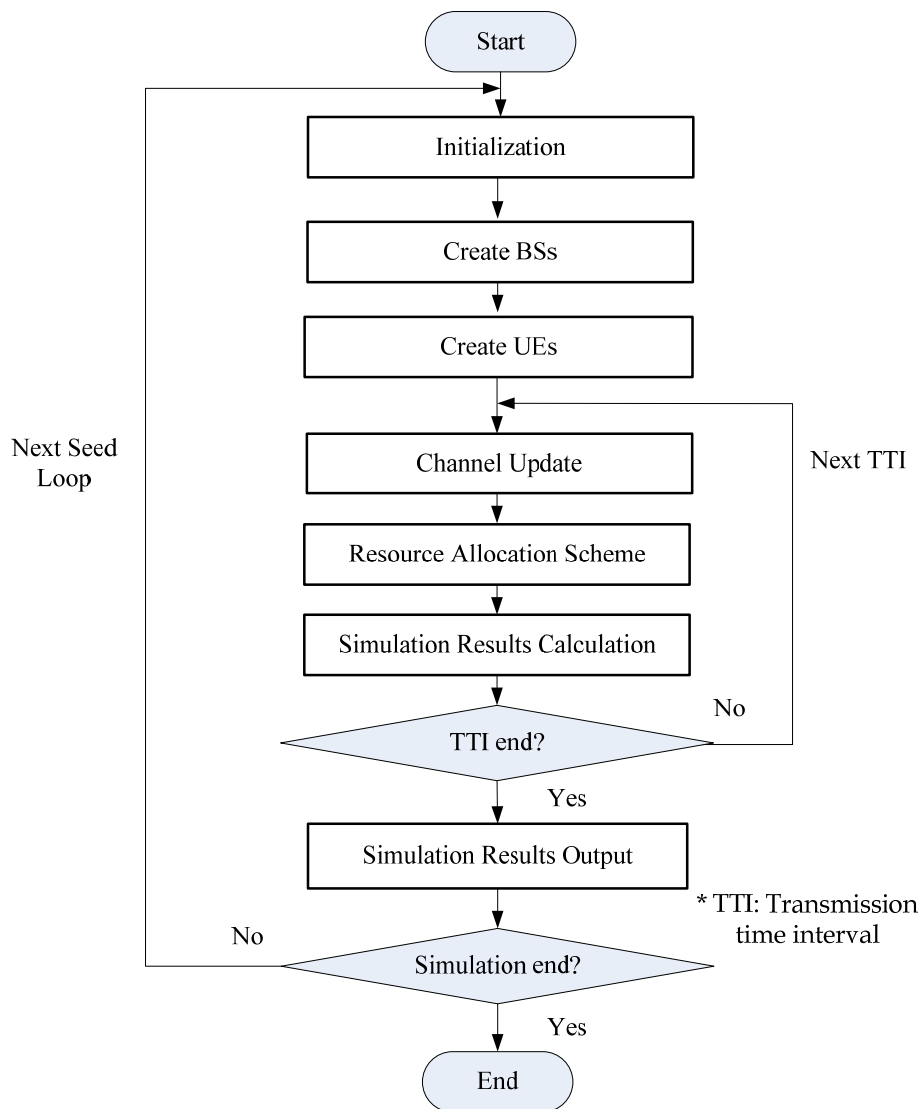 Start
Initialization
Create BSs
Create UEs
Next Seed
Loop
Channel Update
Next TTI
Resource Allocation Scheme
Simulation Results Calculation
No
TTI end?
Yes
Simulation Results Output
* TTI: Transmission
time interval
No
Simulation end?
Yes
End